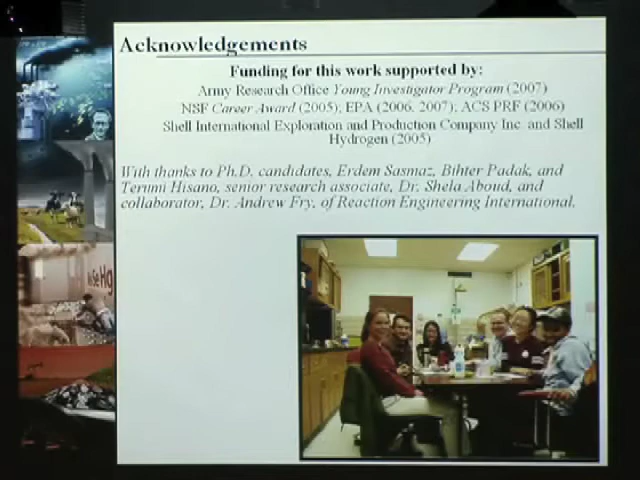 Acknowledgements
Funding for this work supported by:
Army Research Office Young Investigator Program (2007)
NSF Career Award (2005); EPA (2006, 2007); ACS PRF (2006)
Shell International Exploration and Production Company Inc. and Shell
Hydrogen (2005)
With thanks to Ph.D. candidates, Erdem Sasmaz, Bihter Padak, and
Terumi Hisano, senior research associate, Dr. Shela Aboud, and
collaborator, Dr. Andrew Fry, of Reaction Engineering International.
SeHg